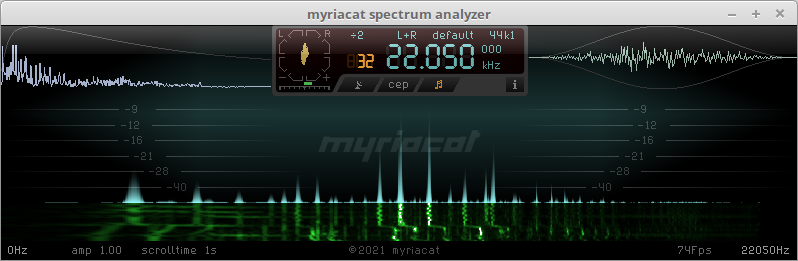 myriacat spectrum analyzer
L R ÷2 L+R default 44k1
32 22.050 000 kHz
- +
cep i
-9 -9
-12 -12
-16 myriacat -16
-21 -21
-28 -28
-40 -40
0Hz amp 1.00 scrolltime 1s ©2021 myriacat 74Fps 22050Hz